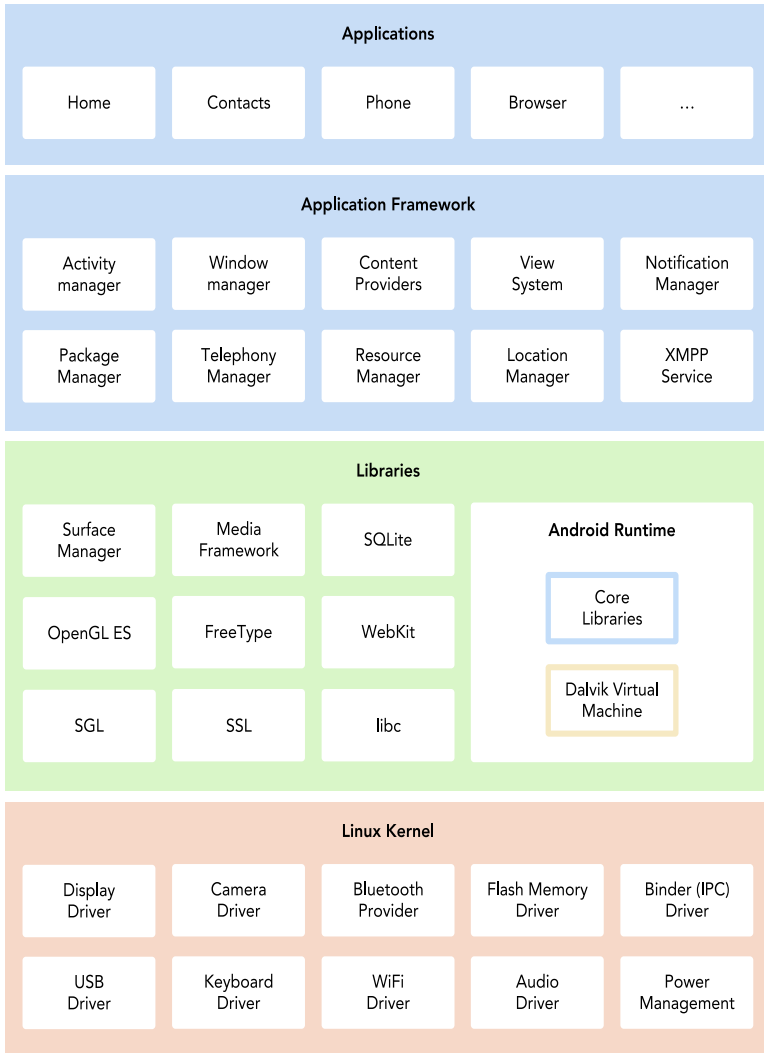 Applications
Home
Contacts
Phone
Browser
...
Application Framework
Activity
manager
Window
manager
Content
Providers
View
System
Notification
Manager
Package
Manager
Telephony
Manager
Resource
Manager
Location
Manager
XMPP
Service
Libraries
Surface
Manager
Media
Framework
SQLite
Android Runtime
Core
Libraries
OpenGL ES
FreeType
WebKit
Dalvik Virtual
Machine
SGL
SSL
libc
Linux Kernel
Display
Driver
Camera
Driver
Bluetooth
Provider
Flash Memory
Driver
Binder (IPC)
Driver
USB
Driver
Keyboard
Driver
WiFi
Driver
Audio
Driver
Power
Management